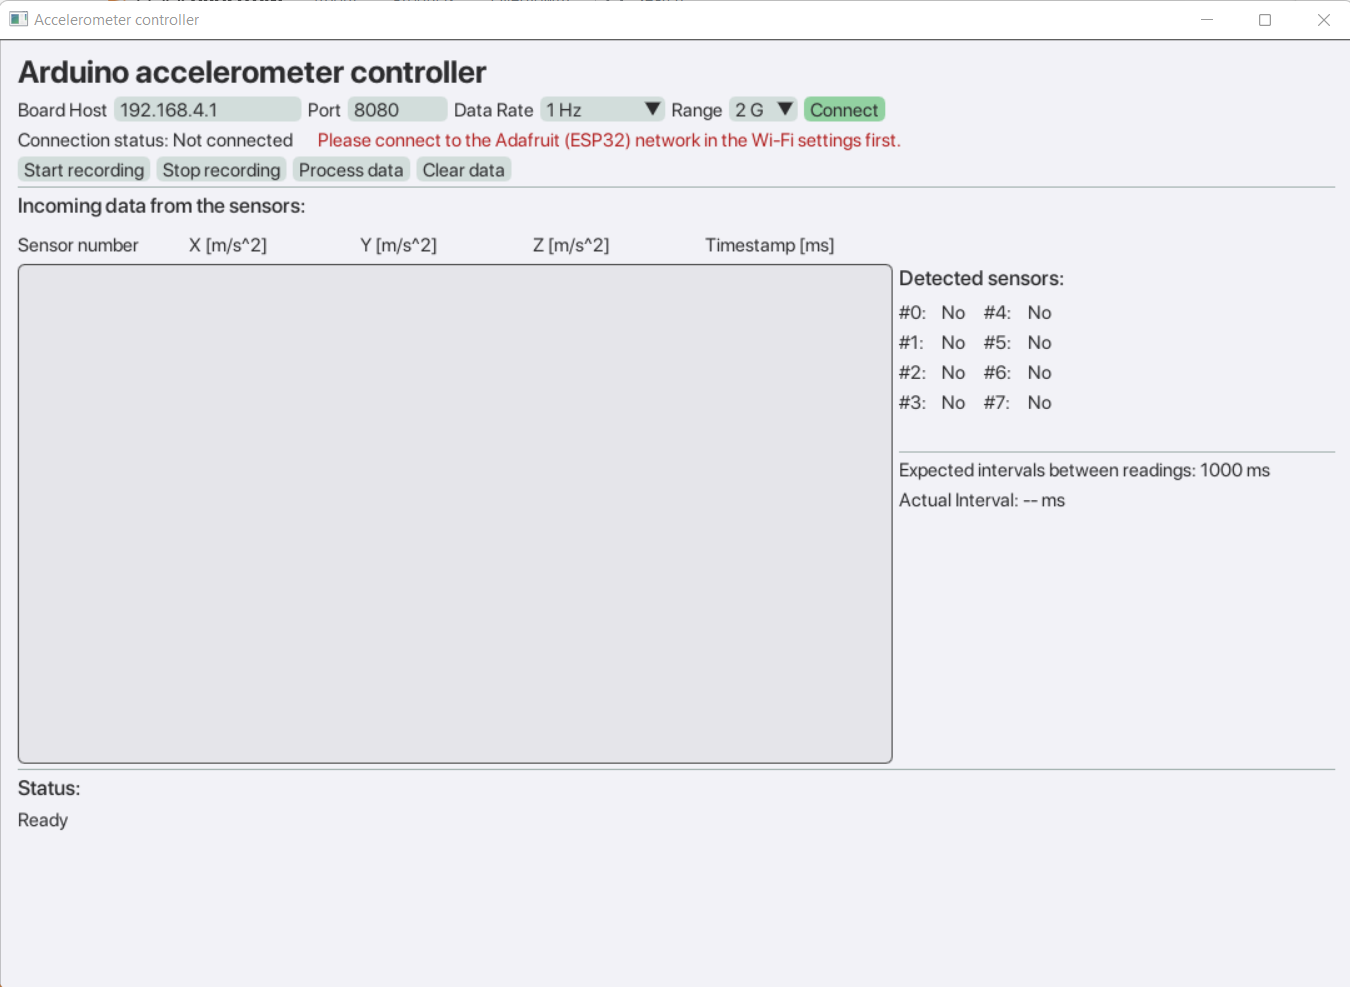 Accelerometer controller
Arduino accelerometer controller
Board Host 192.168.4.1 Port 8080 Data Rate 1 Hz Range 2 G Connect
Connection status: Not connected Please connect to the Adafruit (ESP32) network in the Wi-Fi settings first.
Start recording Stop recording Process data Clear data
Incoming data from the sensors:
Sensor number X [m/s^2] Y [m/s^2] Z [m/s^2] Timestamp [ms]
Detected sensors:
#0: No #4: No
#1: No #5: No
#2: No #6: No
#3: No #7: No
Expected intervals between readings: 1000 ms
Actual Interval: -- ms
Status:
Ready